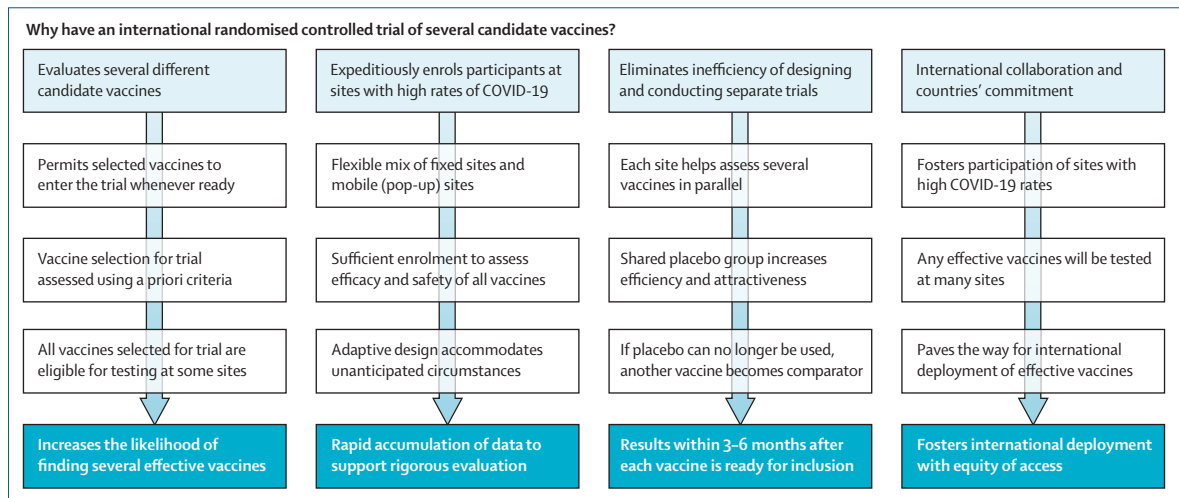 Why have an international randomised controlled trial of several candidate vaccines?
Evaluates several different
candidate vaccines
Permits selected vaccines to
enter the trial whenever ready
Vaccine selection for trial
assessed using a priori criteria
All vaccines selected for trial are
eligible for testing at some sites
Increases the likelihood of
finding several effective vaccines
Expeditiously enrols participants at
sites with high rates of COVID-19
Flexible mix of fixed sites and
mobile (pop-up) sites
Sufficient enrolment to assess
efficacy and safety of all vaccines
Adaptive design accommodates
unanticipated circumstances
Rapid accumulation of data to
support rigorous evaluation
Eliminates inefficiency of designing
and conducting separate trials
Each site helps assess several
vaccines in parallel
Shared placebo group increases
efficiency and attractiveness
If placebo can no longer be used,
another vaccine becomes comparator
Results within 3–6 months after
each vaccine is ready for inclusion
International collaboration and
countries’ commitment
Fosters participation of sites with
high COVID-19 rates
Any effective vaccines will be tested
at many sites
Paves the way for international
deployment of effective vaccines
Fosters international deployment
with equity of access